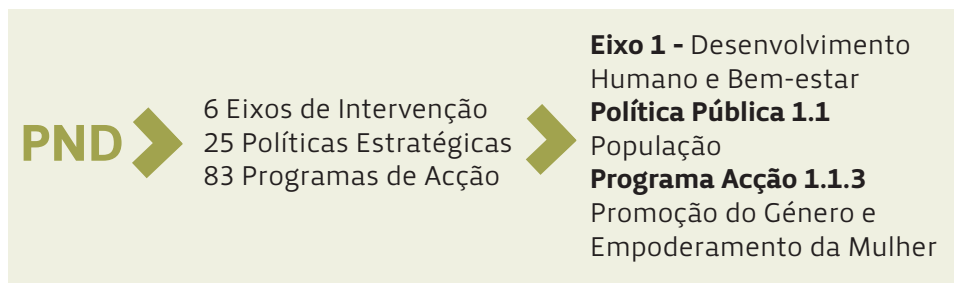 PND
6 Eixos de Intervenção
25 Políticas Estratégicas
83 Programas de Acção
Eixo 1 - Desenvolvimento
Humano e Bem-estar
Política Pública 1.1
População
Programa Acção 1.1.3
Promoção do Género e
Empoderamento da Mulher